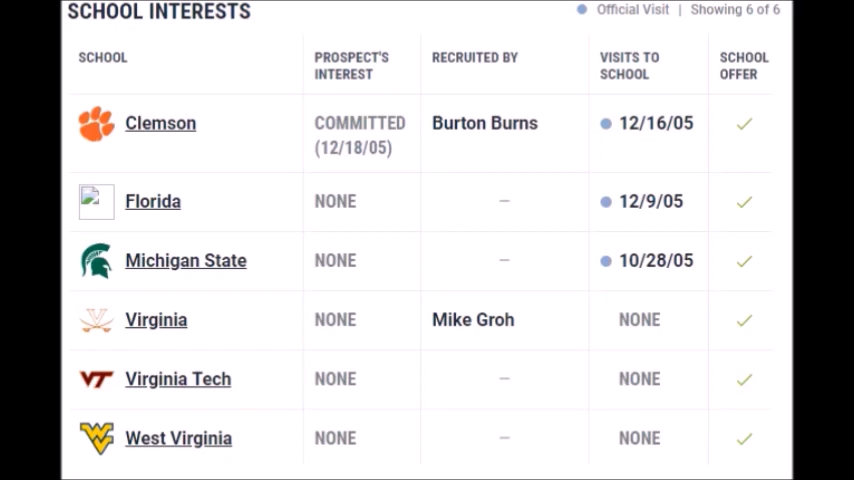 SCHOOL INTERESTS
Official Visit | Showing 6 of 6
SCHOOL
PROSPECT'S INTEREST
RECRUITED BY
VISITS TO SCHOOL
SCHOOL OFFER
Clemson
COMMITTED (12/18/05)
Burton Burns
12/16/05
Florida
NONE
–
12/9/05
Michigan State
NONE
–
10/28/05
Virginia
NONE
Mike Groh
NONE
VT
Virginia Tech
NONE
–
NONE
WV
West Virginia
NONE
–
NONE